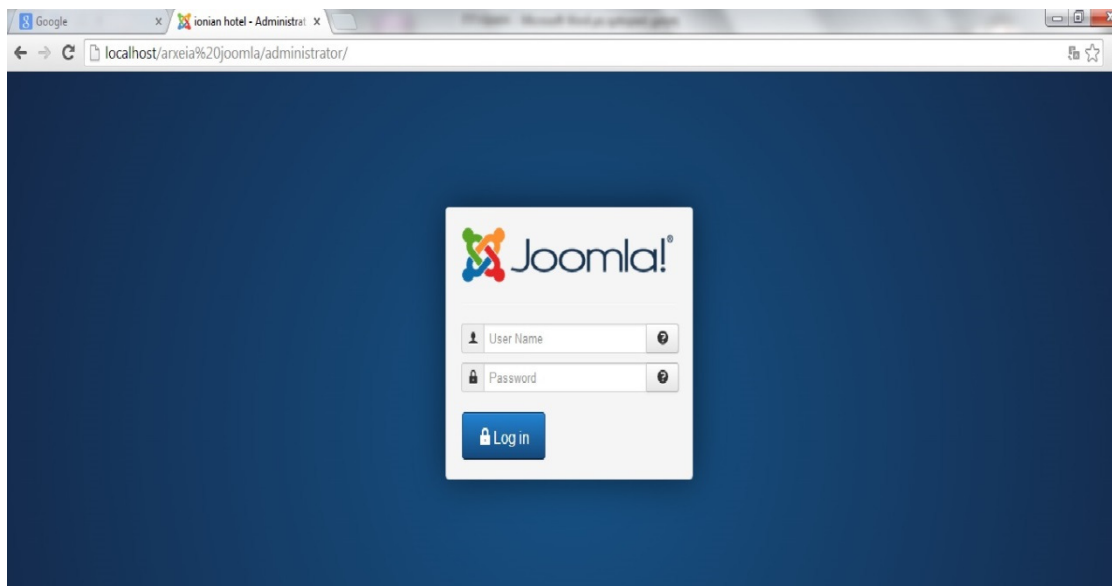 Google x ionian hotel - Administrat x
localhost/arxeia%20joomla/administrator/
Joomla!®
User Name
Password
Log in